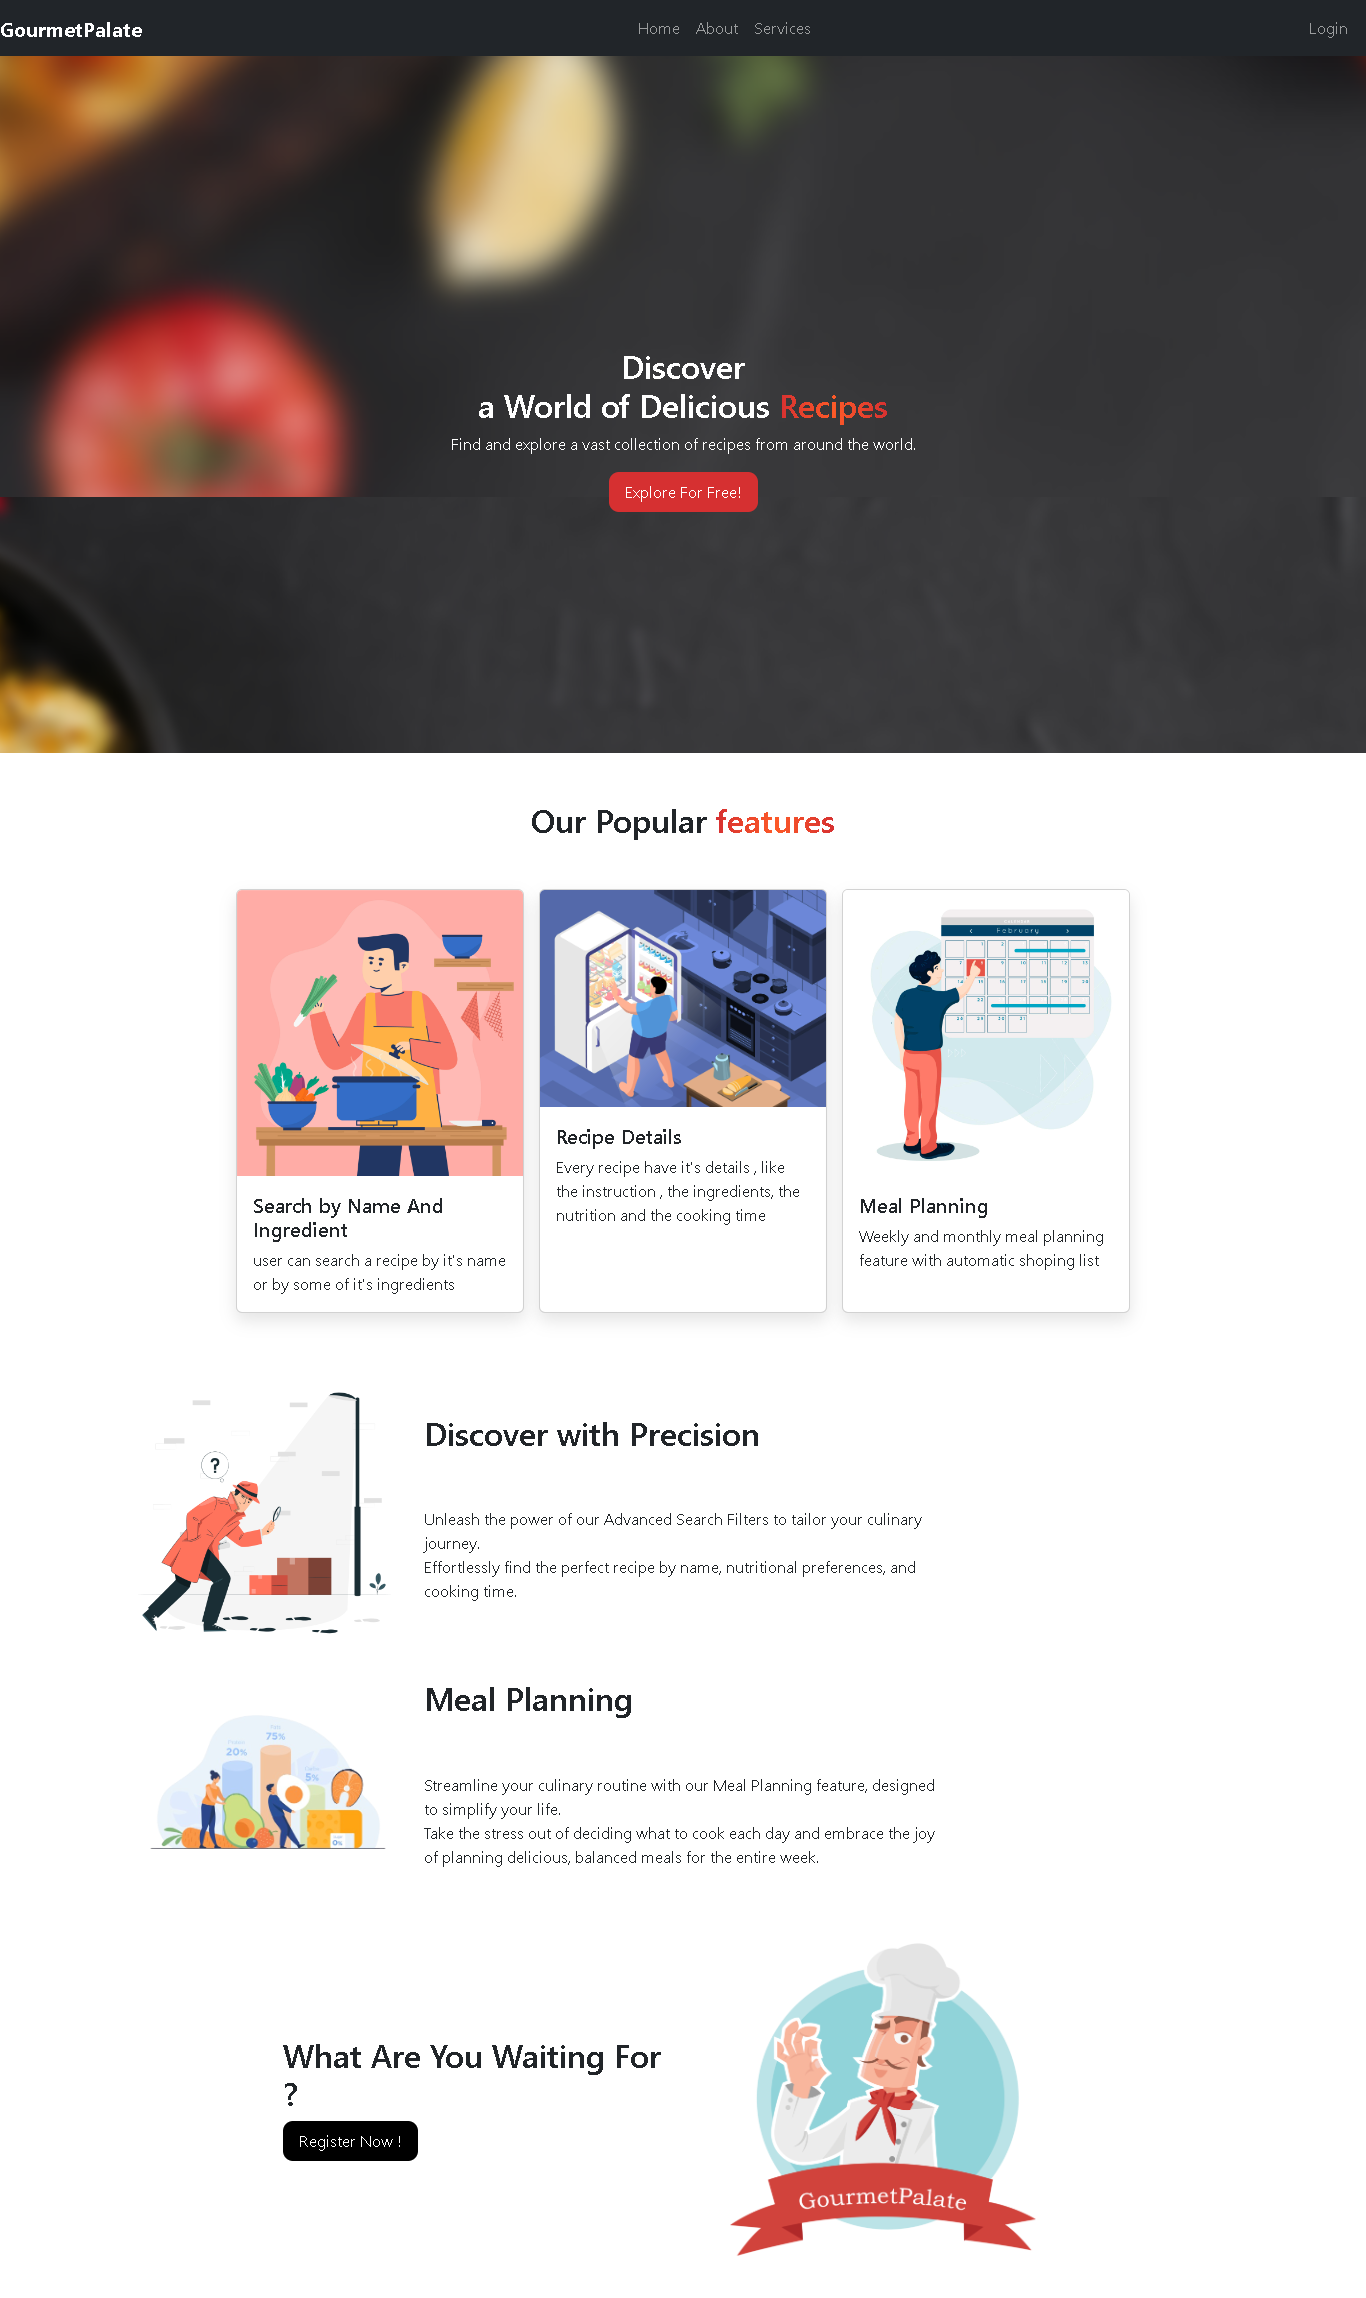 GourmetPalate
Home About Services
Login
Discover
a World of Delicious Recipes
Find and explore a vast collection of recipes from around the world.
Explore For Free!
Our Popular features
Search by Name And
Ingredient
user can search a recipe by it's name
or by some of it's ingredients
Recipe Details
Every recipe have it's details , like
the instruction , the ingredients, the
nutrition and the cooking time
February
Meal Planning
Weekly and monthly meal planning
feature with automatic shoping list
?
Discover with Precision
Unleash the power of our Advanced Search Filters to tailor your culinary
journey.
Effortlessly find the perfect recipe by name, nutritional preferences, and
cooking time.
75%
20%
5%
0%
Meal Planning
Streamline your culinary routine with our Meal Planning feature, designed
to simplify your life.
Take the stress out of deciding what to cook each day and embrace the joy
of planning delicious, balanced meals for the entire week.
What Are You Waiting For
?
Register Now !
GourmetPalate